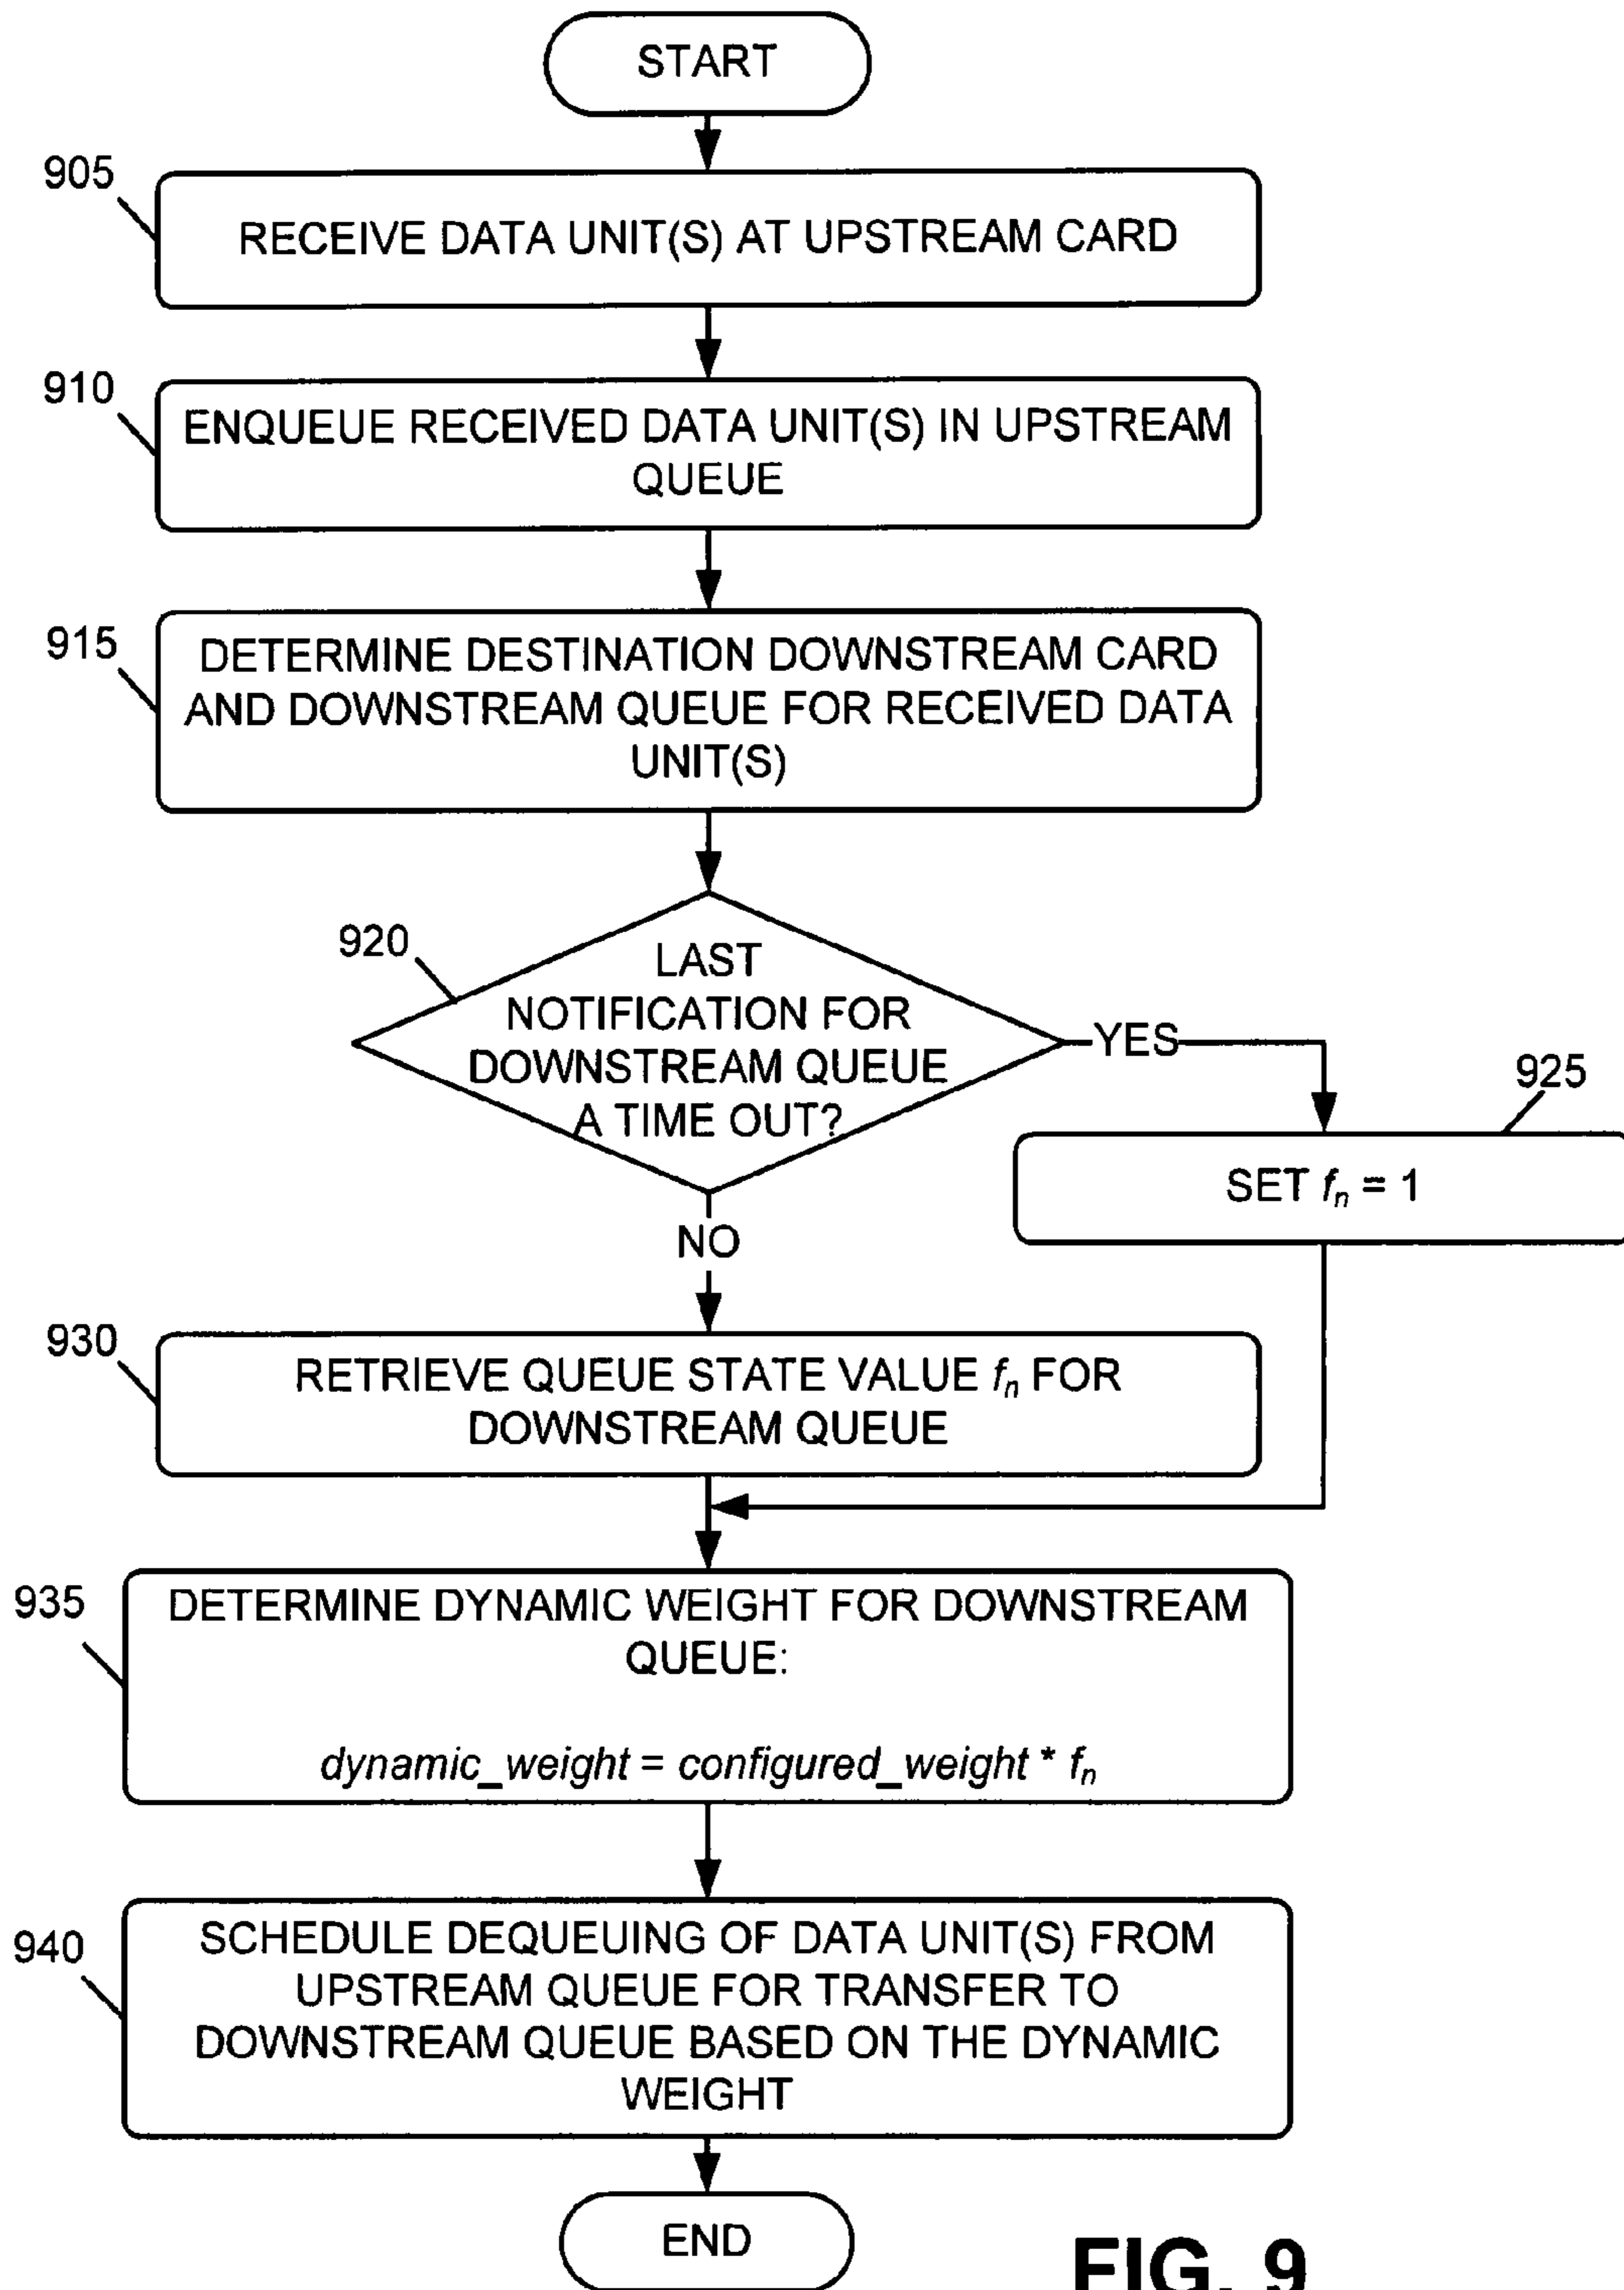 START
905
RECEIVE DATA UNIT(S) AT UPSTREAM CARD
910
ENQUEUE RECEIVED DATA UNIT(S) IN UPSTREAM
QUEUE
915
DETERMINE DESTINATION DOWNSTREAM CARD
AND DOWNSTREAM QUEUE FOR RECEIVED DATA
UNIT(S)
920
LAST
NOTIFICATION FOR
DOWNSTREAM QUEUE
A TIME OUT?
YES
925
SET fn = 1
NO
930
RETRIEVE QUEUE STATE VALUE fn FOR
DOWNSTREAM QUEUE
935
DETERMINE DYNAMIC WEIGHT FOR DOWNSTREAM
QUEUE:
dynamic_weight = configured_weight * fn
940
SCHEDULE DEQUEUING OF DATA UNIT(S) FROM
UPSTREAM QUEUE FOR TRANSFER TO
DOWNSTREAM QUEUE BASED ON THE DYNAMIC
WEIGHT
END
FIG. 9